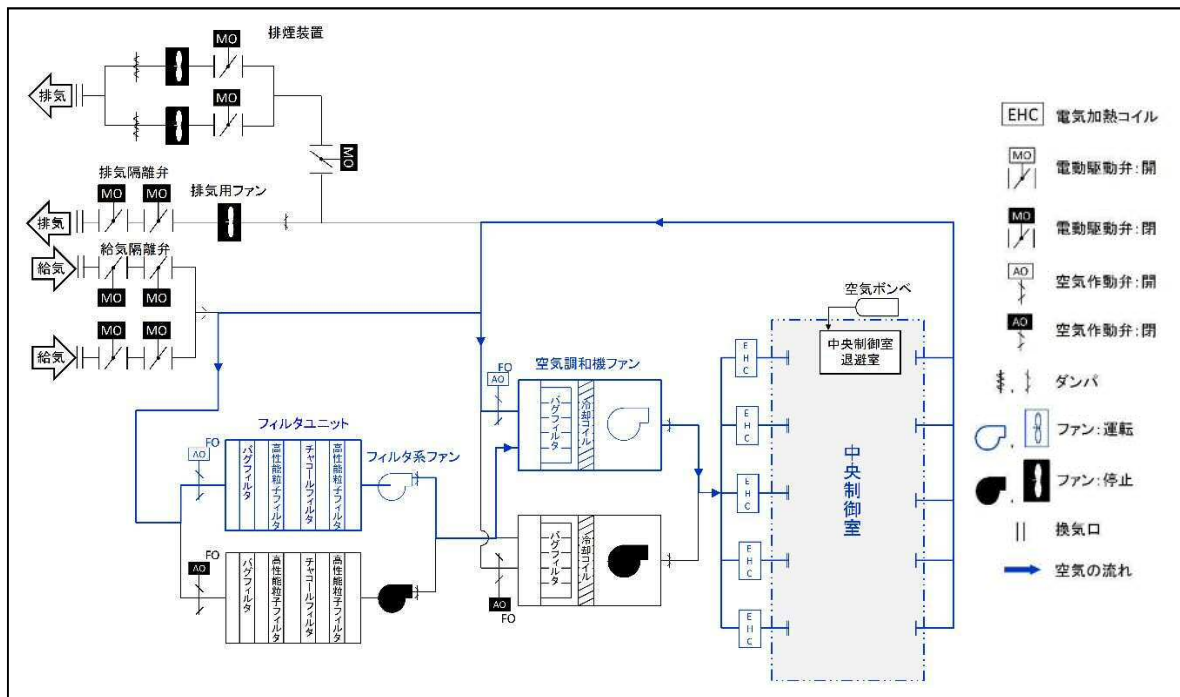 排煙装置
MO
排気
MO
MO
排気隔離弁
MO
MO
排気用ファン
排気
給気隔離弁
給気
MO
MO
MO
MO
給気
空気ボンベ
中央制御室
退避室
中央制御室
EHC
EHC
EHC
EHC
EHC
空気調和機ファン
FO
AO
バグフィルタ
冷却コイル
バグフィルタ
冷却コイル
AO
FO
フィルタユニット
フィルタ系ファン
FO
AO
バグフィルタ
高性能粒子フィルタ
チャコールフィルタ
高性能粒子フィルタ
FO
AO
バグフィルタ
高性能粒子フィルタ
チャコールフィルタ
高性能粒子フィルタ
EHC 電気加熱コイル
MO 電動駆動弁:開
MO 電動駆動弁:閉
AO 空気作動弁:開
AO 空気作動弁:閉
, ダンパ
, ファン:運転
, ファン:停止
換気口
空気の流れ